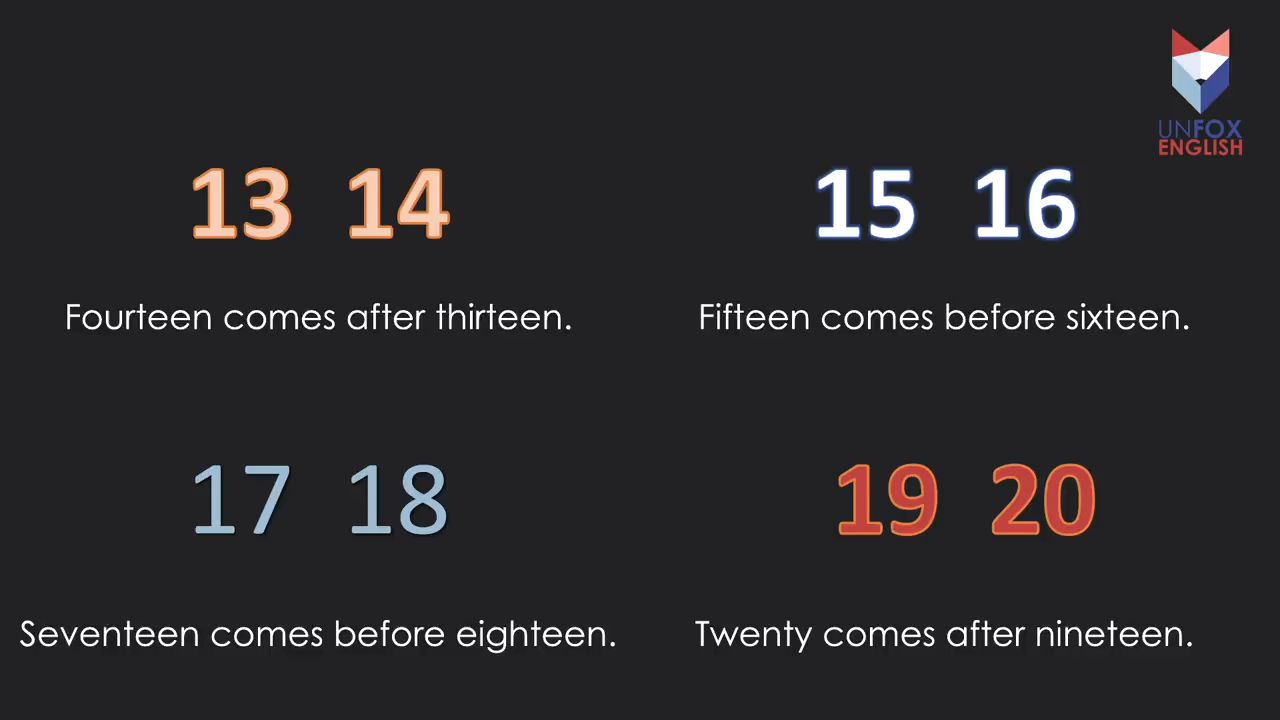 UNFOX
ENGLISH
13 14
15 16
Fourteen comes after thirteen.
Fifteen comes before sixteen.
17 18
19 20
Seventeen comes before eighteen.
Twenty comes after nineteen.